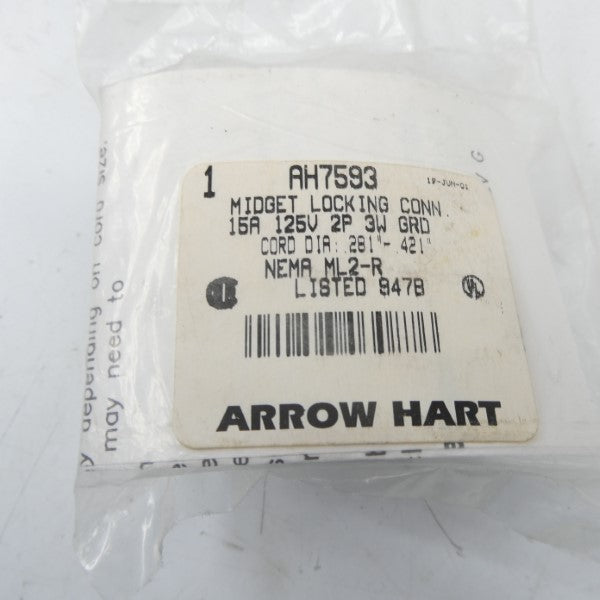 1 AH7593 19-JUN-01
MIDGET LOCKING CONN.
15A 125V 2P 3W GRD
CORD DIA: .281"-.421"
NEMA ML2-R
LISTED 947B
UL
ARROW HART
depending on cord size.
may need to